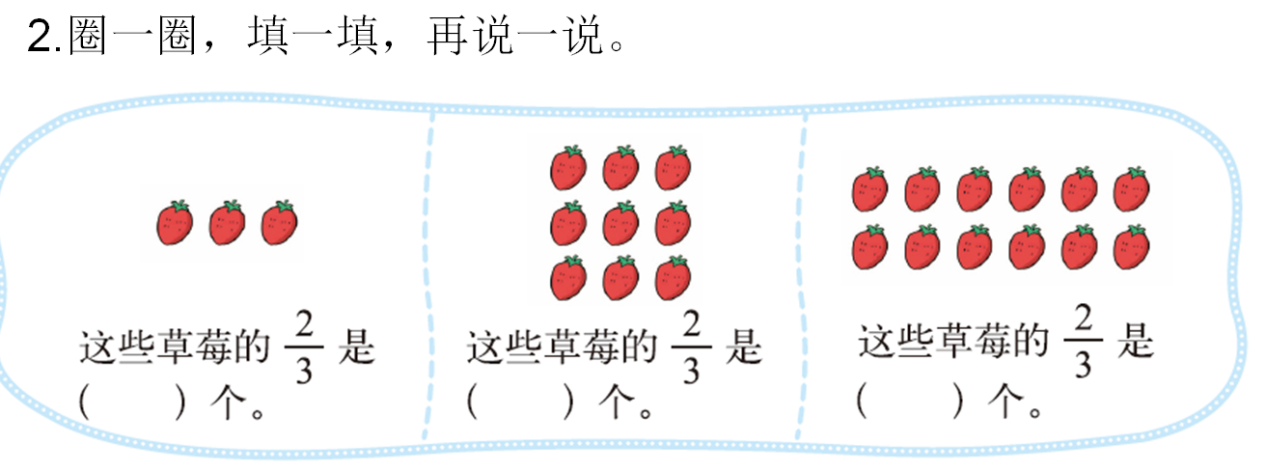 2.圈一圈，填一填，再说一说。
这些草莓的 2/3 是
（　　）个。
这些草莓的 2/3 是
（　　）个。
这些草莓的 2/3 是
（　　）个。